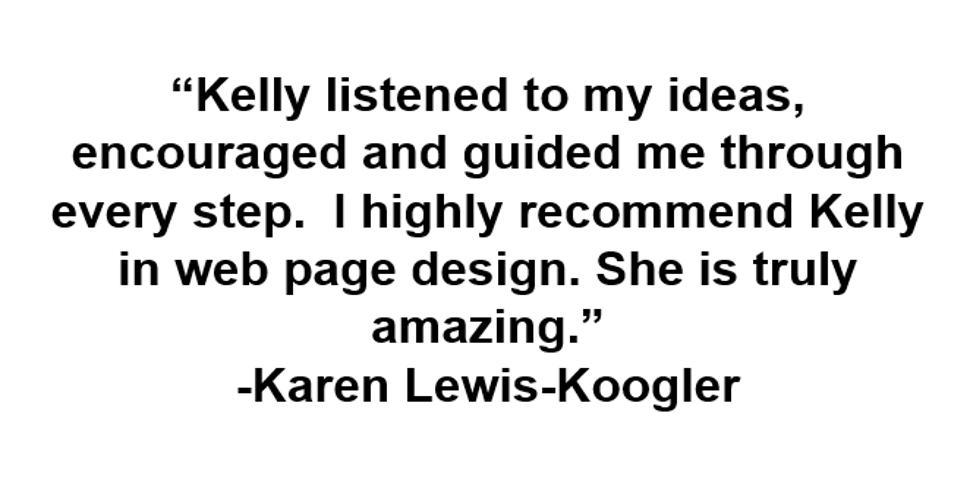 “Kelly listened to my ideas,
encouraged and guided me through
every step.  I highly recommend Kelly
in web page design. She is truly
amazing.”
-Karen Lewis-Koogler